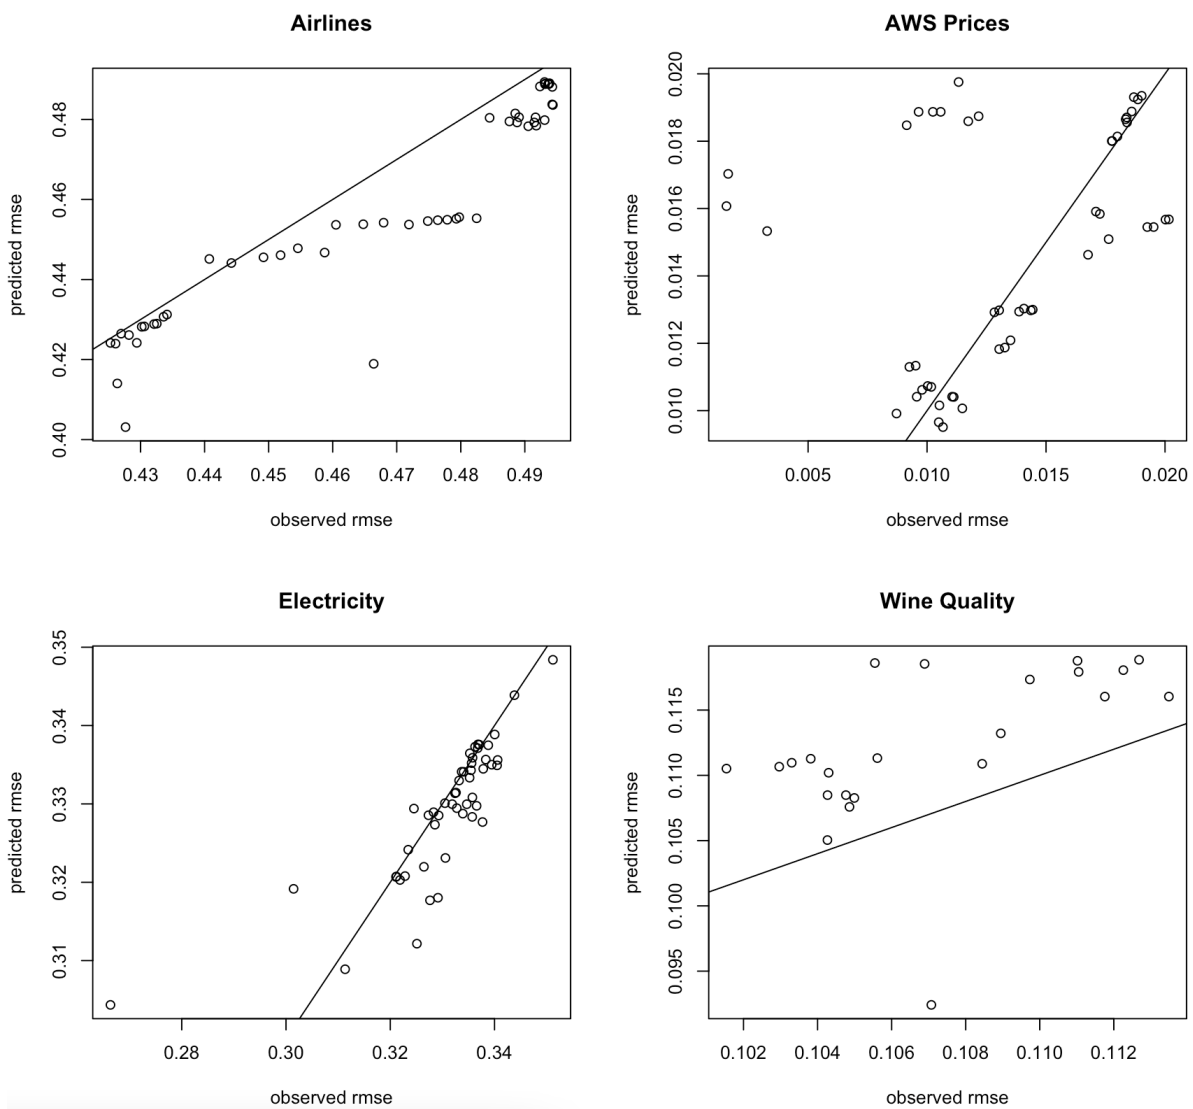 Airlines
predicted rmse
0.40 0.42 0.44 0.46 0.48
0.43 0.44 0.45 0.46 0.47 0.48 0.49
observed rmse
AWS Prices
predicted rmse
0.010 0.012 0.014 0.016 0.018 0.020
0.005 0.010 0.015 0.020
observed rmse
Electricity
predicted rmse
0.31 0.32 0.33 0.34 0.35
0.28 0.30 0.32 0.34
observed rmse
Wine Quality
predicted rmse
0.095 0.100 0.105 0.110 0.115
0.102 0.104 0.106 0.108 0.110 0.112
observed rmse